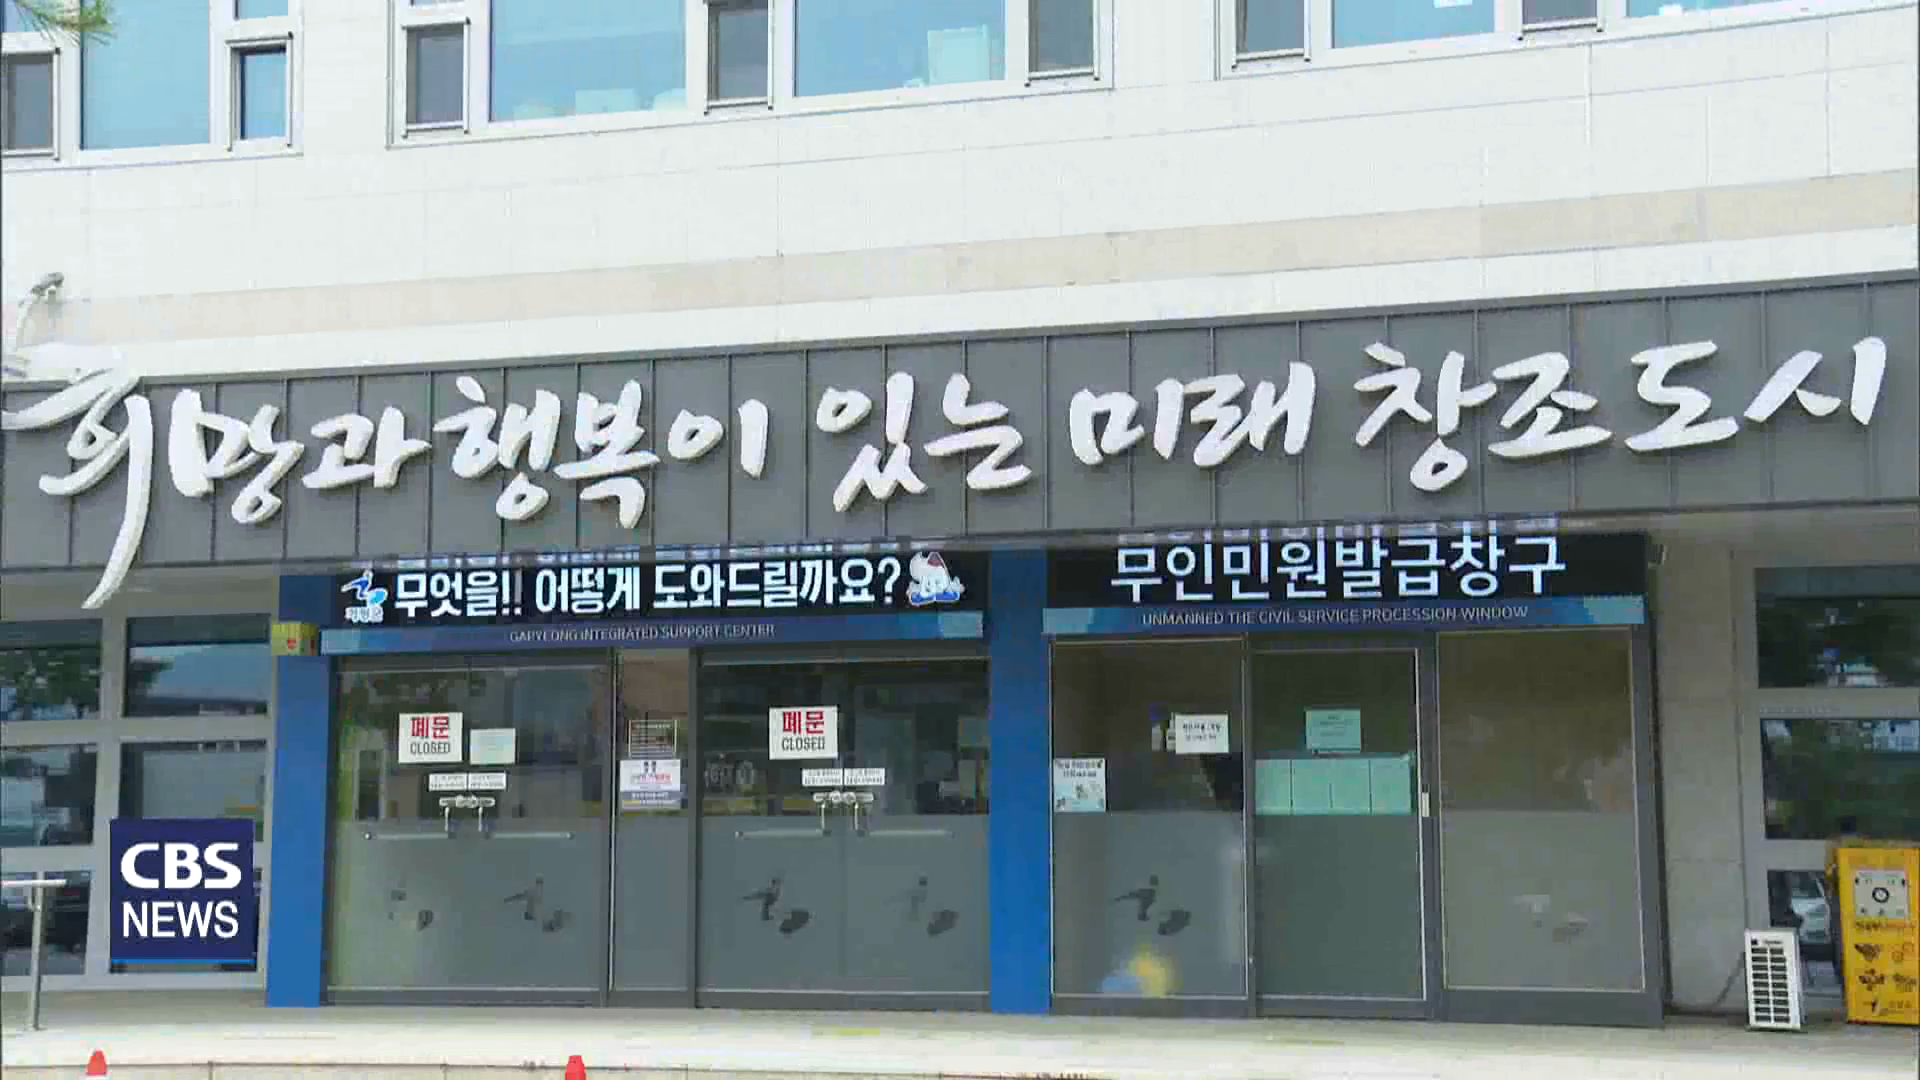 희망과 행복이 있는 미래 창조도시
무엇을!! 어떻게 도와드릴까요?
무인민원발급창구
GAPYEONG INTEGRATED SUPPORT CENTER
UNMANNED THE CIVIL SERVICE PROCESSION WINDOW
폐문
CLOSED
폐문
CLOSED
CBS
NEWS